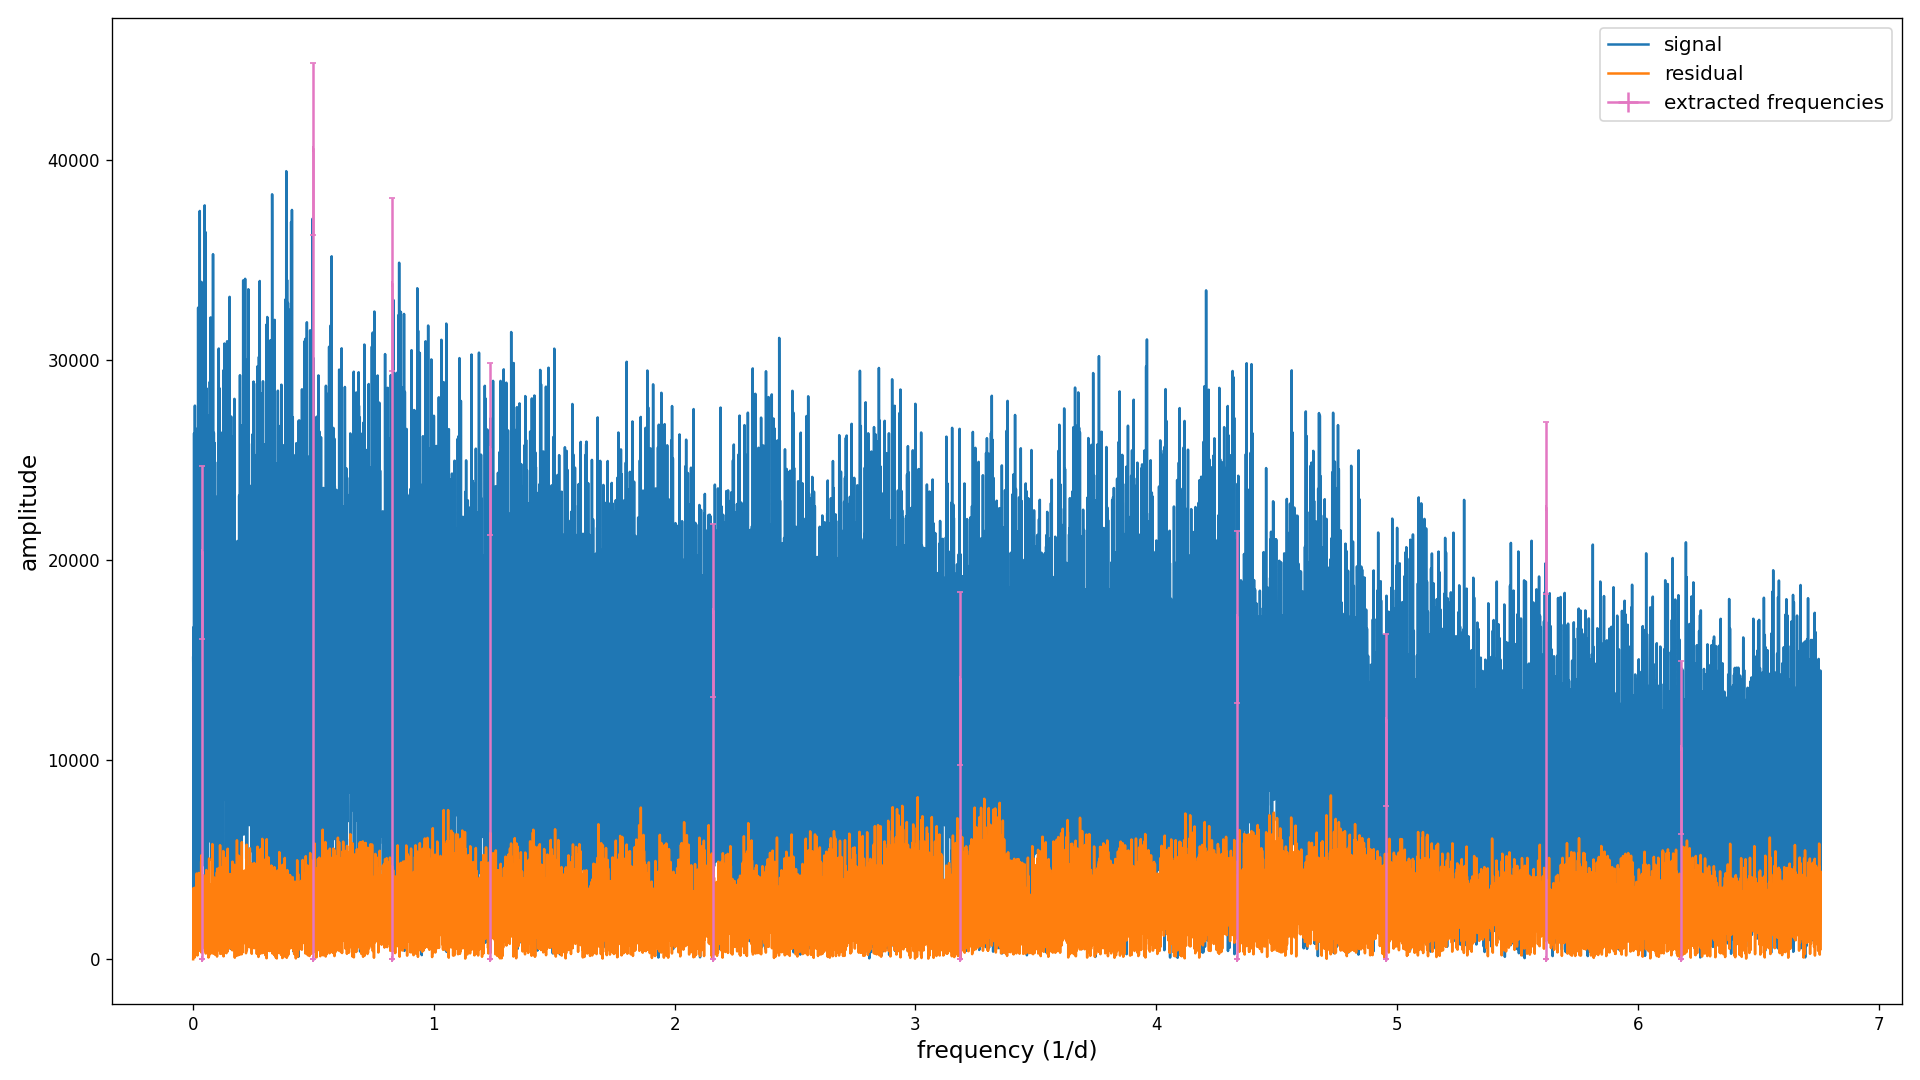 signal
residual
extracted frequencies
amplitude
40000
30000
20000
10000
0
0 1 2 3 4 5 6 7
frequency (1/d)